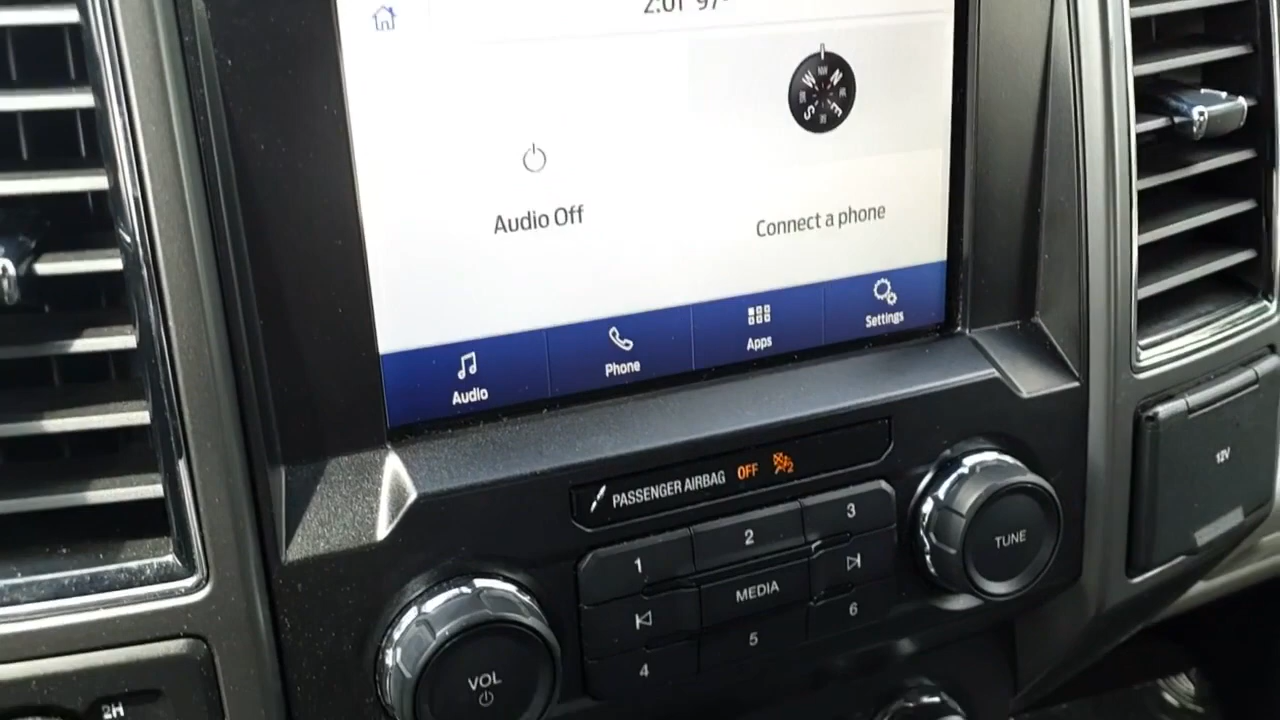 2:01 97°
W N
S E
Audio Off
Connect a phone
Audio
Phone
Apps
Settings
PASSENGER AIRBAG OFF 2
1
2
3
MEDIA
4
5
6
VOL
TUNE
12V
2H